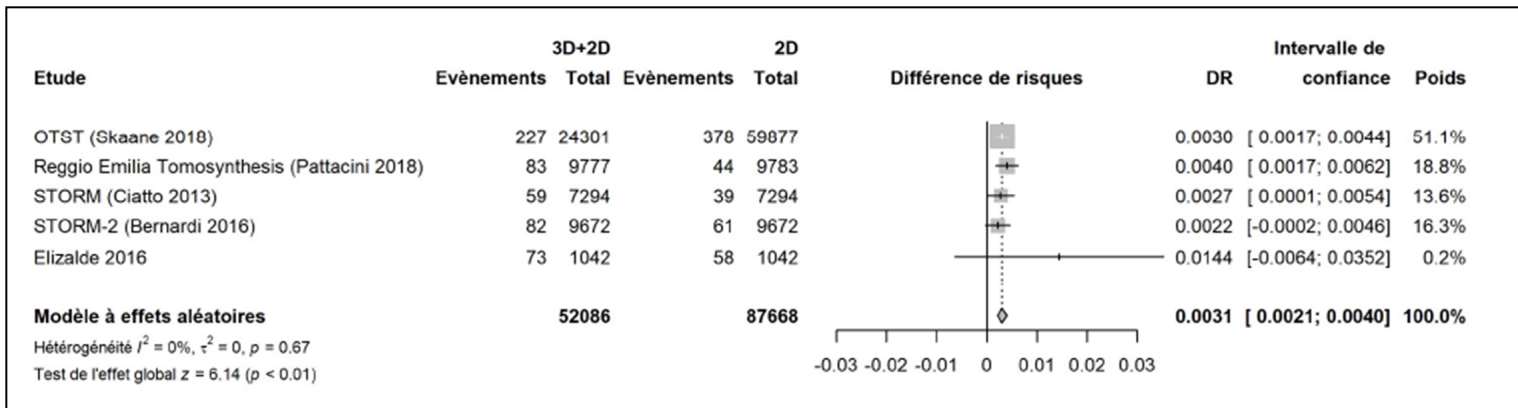 3D+2D 2D Intervalle de
Etude Evènements Total Evènements Total Différence de risques DR confiance Poids
OTST (Skaane 2018) 227 24301 378 59877 0.0030 [ 0.0017; 0.0044] 51.1%
Reggio Emilia Tomosynthesis (Pattacini 2018) 83 9777 44 9783 0.0040 [ 0.0017; 0.0062] 18.8%
STORM (Ciatto 2013) 59 7294 39 7294 0.0027 [ 0.0001; 0.0054] 13.6%
STORM-2 (Bernardi 2016) 82 9672 61 9672 0.0022 [-0.0002; 0.0046] 16.3%
Elizalde 2016 73 1042 58 1042 0.0144 [-0.0064; 0.0352] 0.2%
Modèle à effets aléatoires 52086 87668 0.0031 [ 0.0021; 0.0040] 100.0%
Hétérogénéité I² = 0%, τ² = 0, p = 0.67
Test de l'effet global z = 6.14 (p < 0.01)
-0.03 -0.02 -0.01 0 0.01 0.02 0.03